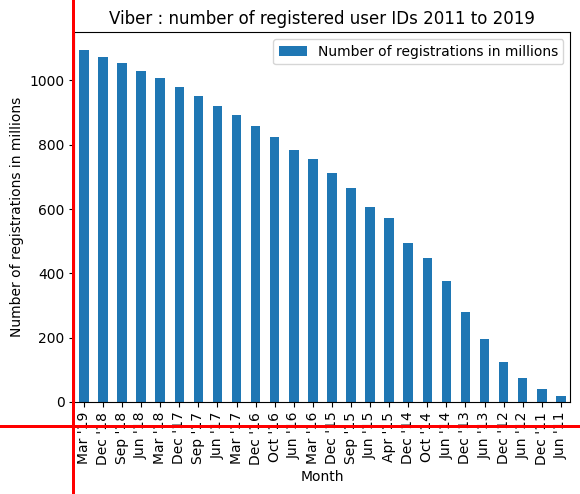 Viber : number of registered user IDs 2011 to 2019
Number of registrations in millions
Number of registrations in millions
1000
800
600
400
200
0
Mar '19
Dec '18
Sep '18
Jun '18
Mar '18
Dec '17
Sep '17
Jun '17
Mar '17
Dec '16
Oct '16
Jun '16
Mar '16
Dec '15
Sep '15
Jun '15
Apr '15
Dec '14
Oct '14
Jun '14
Dec '13
Jun '13
Dec '12
Jun '12
Dec '11
Jun '11
Month